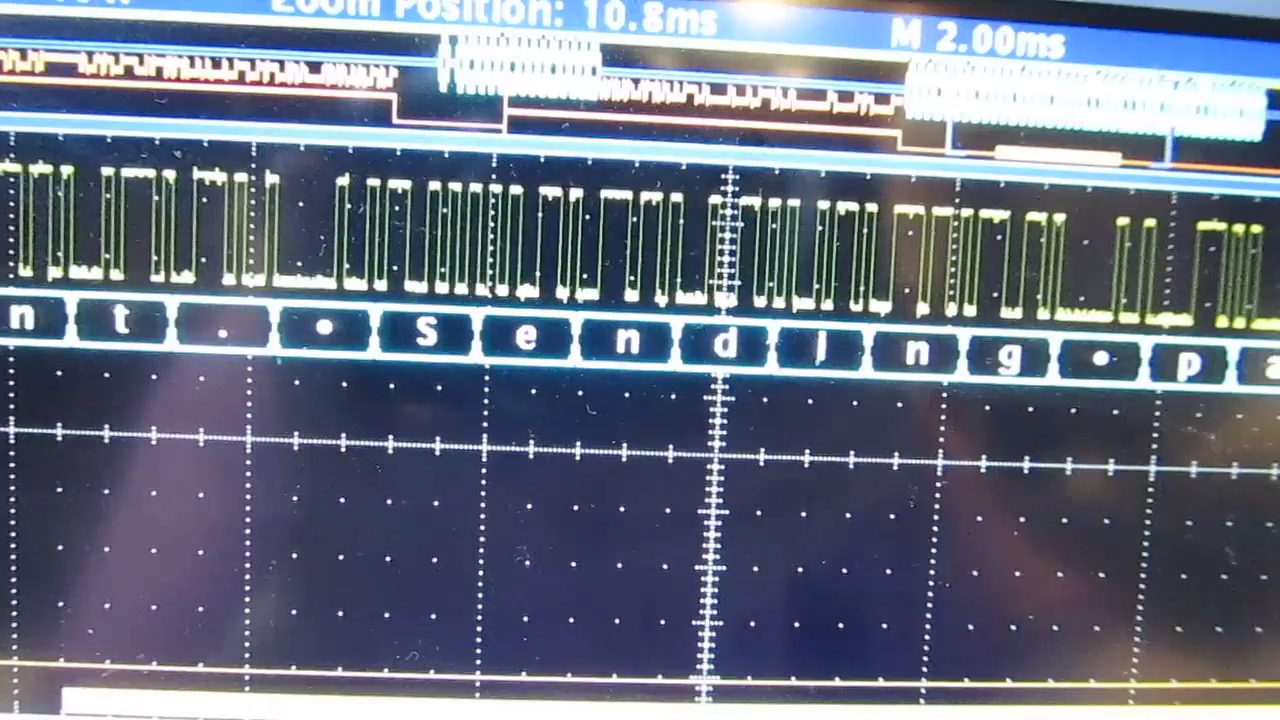 Zoom Position: 10.8ms
M 2.00ms
n t . • S e n d i n g • p a